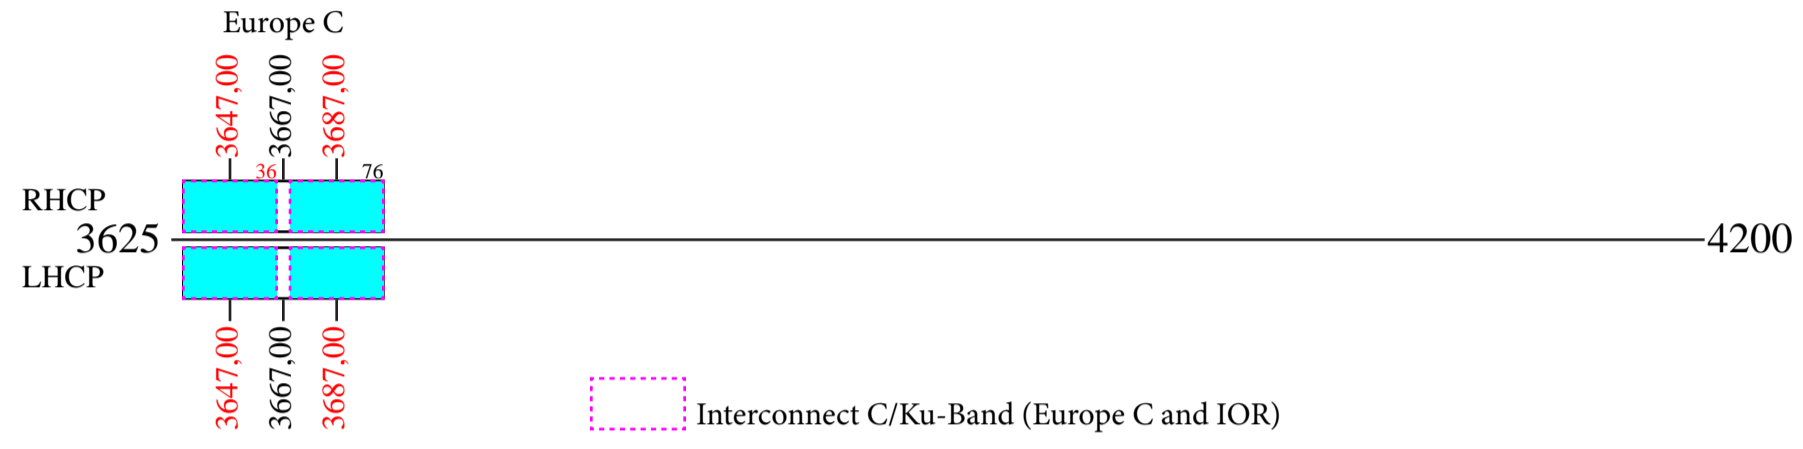 Europe C
3647,00
3667,00
3687,00
36
76
RHCP
3625
4200
LHCP
3647,00
3667,00
3687,00
Interconnect C/Ku-Band (Europe C and IOR)